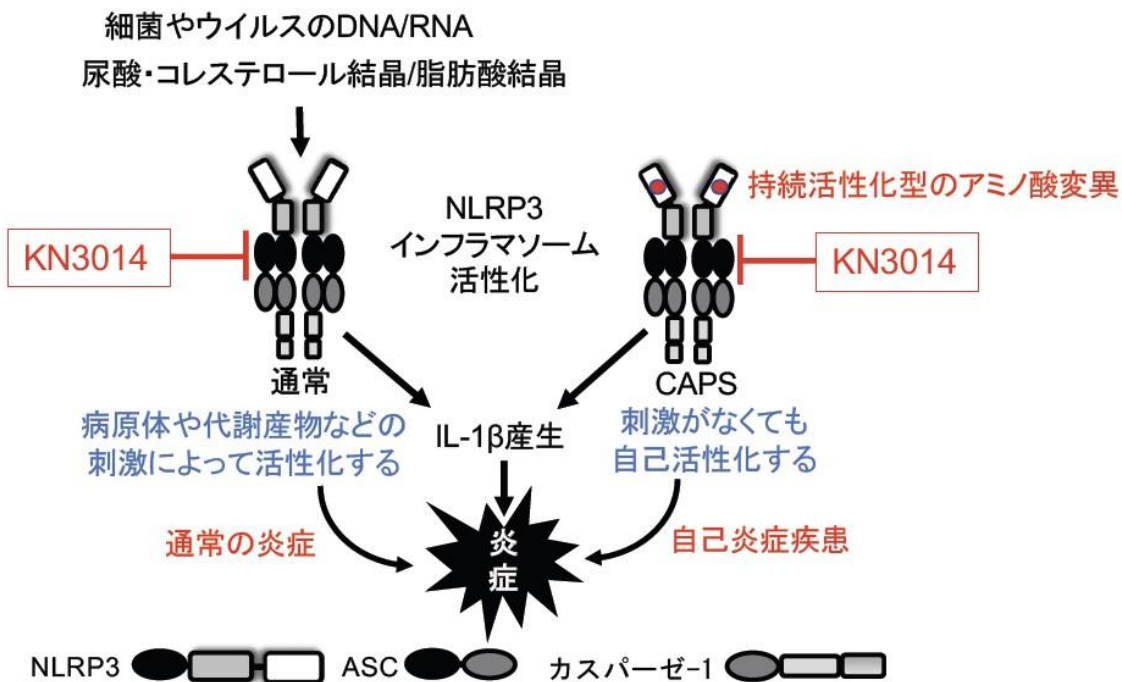 細菌やウイルスのDNA/RNA
尿酸・コレステロール結晶/脂肪酸結晶
持続活性化型のアミノ酸変異
NLRP3
インフラマソーム
活性化
KN3014
KN3014
通常
CAPS
病原体や代謝産物などの
刺激によって活性化する
IL-1β産生
刺激がなくても
自己活性化する
通常の炎症
炎
症
自己炎症疾患
NLRP3
ASC
カスパーゼ-1